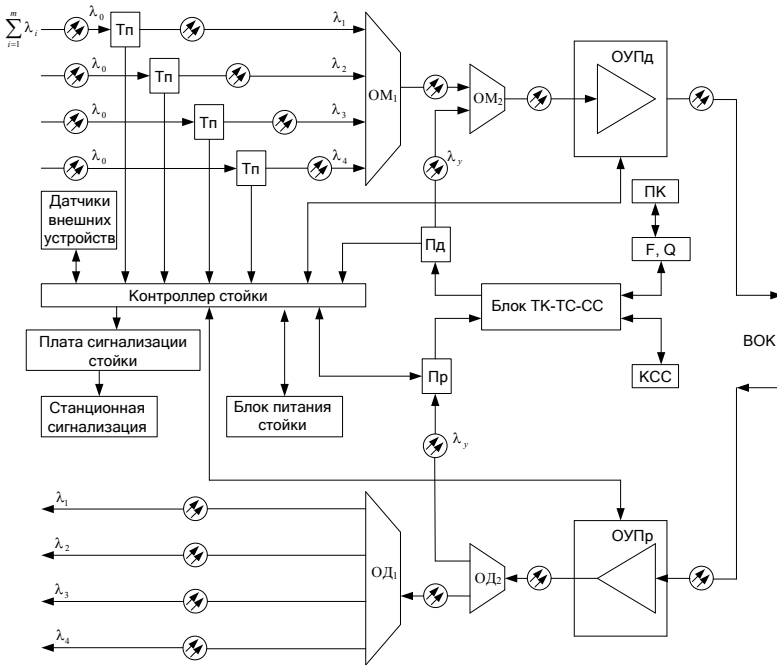 m
∑ λi
i=1
λ0
Тп
λ1
λ0
Тп
λ2
λ0
Тп
λ3
λ0
Тп
λ4
ОМ1
ОМ2
ОУПд
λy
Датчики
внешних
устройств
Пд
ПК
F, Q
Контроллер стойки
Блок ТК-ТС-СС
Плата сигнализации
стойки
ВОК
Пр
КСС
Станционная
сигнализация
Блок питания
стойки
λy
λ1
λ2
λ3
λ4
ОД1
ОД2
ОУПр